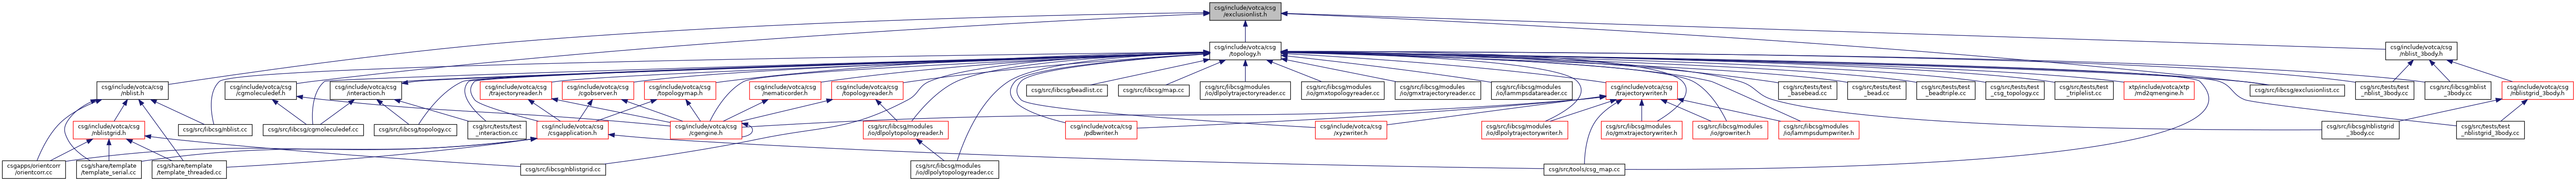 csg/include/votca/csg
/exclusionlist.h
csg/include/votca/csg
/topology.h
csg/include/votca/csg
/nblist_3body.h
csg/include/votca/csg
/nblist.h
csg/include/votca/csg
/cgmoleculedef.h
csg/include/votca/csg
/interaction.h
csg/include/votca/csg
/trajectoryreader.h
csg/include/votca/csg
/cgobserver.h
csg/include/votca/csg
/topologymap.h
csg/include/votca/csg
/nematicorder.h
csg/include/votca/csg
/topologyreader.h
csg/src/libcsg/beadlist.cc
csg/src/libcsg/map.cc
csg/src/libcsg/modules
/io/dlpolytrajectoryreader.cc
csg/src/libcsg/modules
/io/gmxtopologyreader.cc
csg/src/libcsg/modules
/io/gmxtrajectoryreader.cc
csg/src/libcsg/modules
/io/lammpsdatareader.cc
csg/include/votca/csg
/trajectorywriter.h
csg/src/tests/test
_basebead.cc
csg/src/tests/test
_bead.cc
csg/src/tests/test
_beadtriple.cc
csg/src/tests/test
_csg_topology.cc
csg/src/tests/test
_triplelist.cc
xtp/include/votca/xtp
/md2qmengine.h
csg/src/libcsg/exclusionlist.cc
csg/src/tests/test
_nblist_3body.cc
csg/src/libcsg/nblist
_3body.cc
csg/include/votca/csg
/nblistgrid_3body.h
csg/include/votca/csg
/nblistgrid.h
csg/src/libcsg/nblist.cc
csg/src/libcsg/cgmoleculedef.cc
csg/src/libcsg/topology.cc
csg/src/tests/test
_interaction.cc
csg/include/votca/csg
/csgapplication.h
csg/include/votca/csg
/cgengine.h
csg/src/libcsg/modules
/io/dlpolytopologyreader.h
csg/include/votca/csg
/pdbwriter.h
csg/include/votca/csg
/xyzwriter.h
csg/src/libcsg/modules
/io/dlpolytrajectorywriter.h
csg/src/libcsg/modules
/io/gmxtrajectorywriter.h
csg/src/libcsg/modules
/io/growriter.h
csg/src/libcsg/modules
/io/lammpsdumpwriter.h
csg/src/libcsg/nblistgrid
_3body.cc
csg/src/tests/test
_nblistgrid_3body.cc
csgapps/orientcorr
/orientcorr.cc
csg/share/template
/template_serial.cc
csg/share/template
/template_threaded.cc
csg/src/libcsg/nblistgrid.cc
csg/src/libcsg/modules
/io/dlpolytopologyreader.cc
csg/src/tools/csg_map.cc